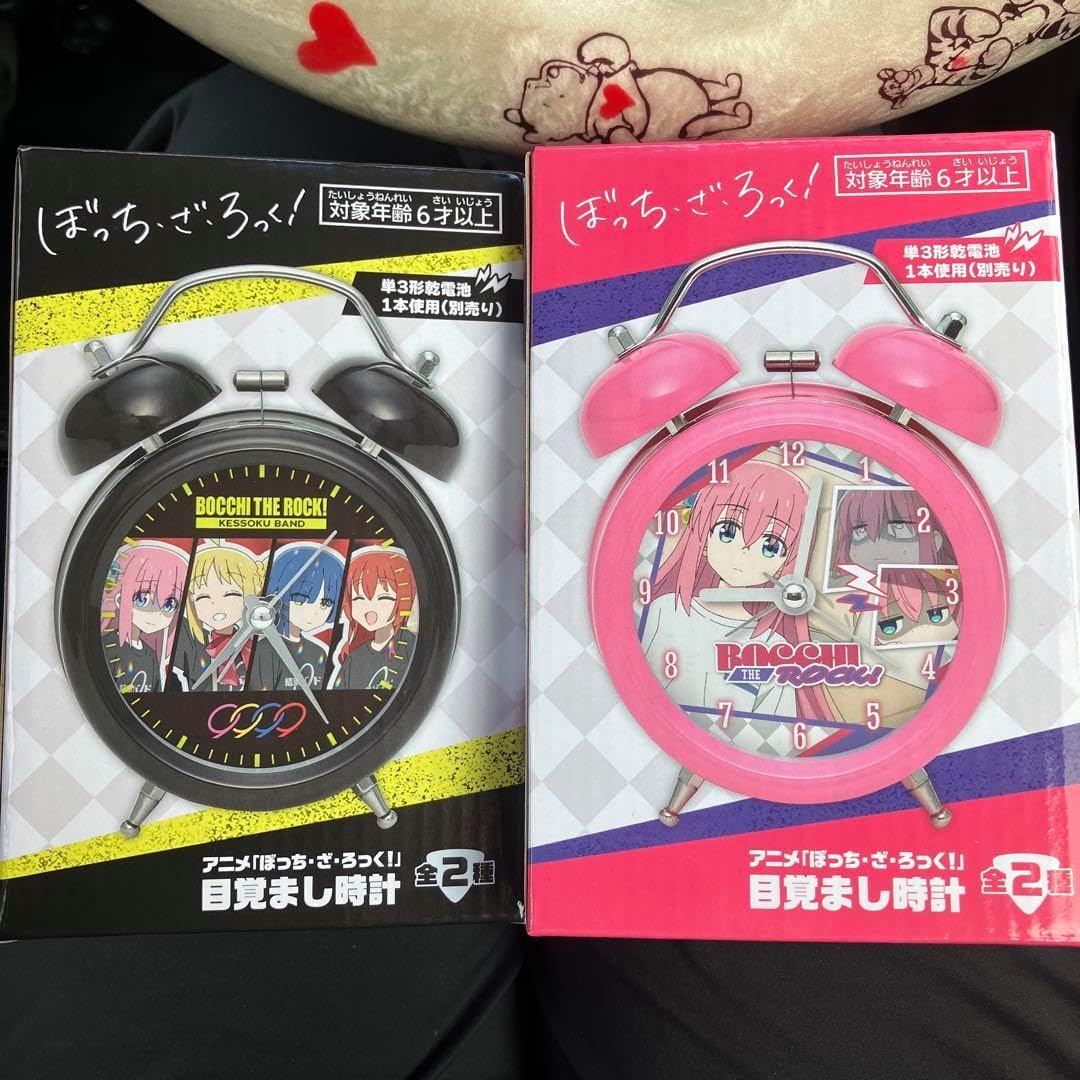 ぼっち・ざ・ろっく!
たいしょうねんれい さい いじょう
対象年齢6才以上
単3形乾電池
1本使用(別売り)
BOCCHI THE ROCK!
KESSOKU BAND
アニメ「ぼっち・ざ・ろっく!」
目覚まし時計
全2種
ぼっち・ざ・ろっく!
たいしょうねんれい さい いじょう
対象年齢6才以上
単3形乾電池
1本使用(別売り)
12
11
1
10
2
9
3
8
4
7
5
6
BOCCHI
THE ROCK!
アニメ「ぼっち・ざ・ろっく!」
目覚まし時計
全2種